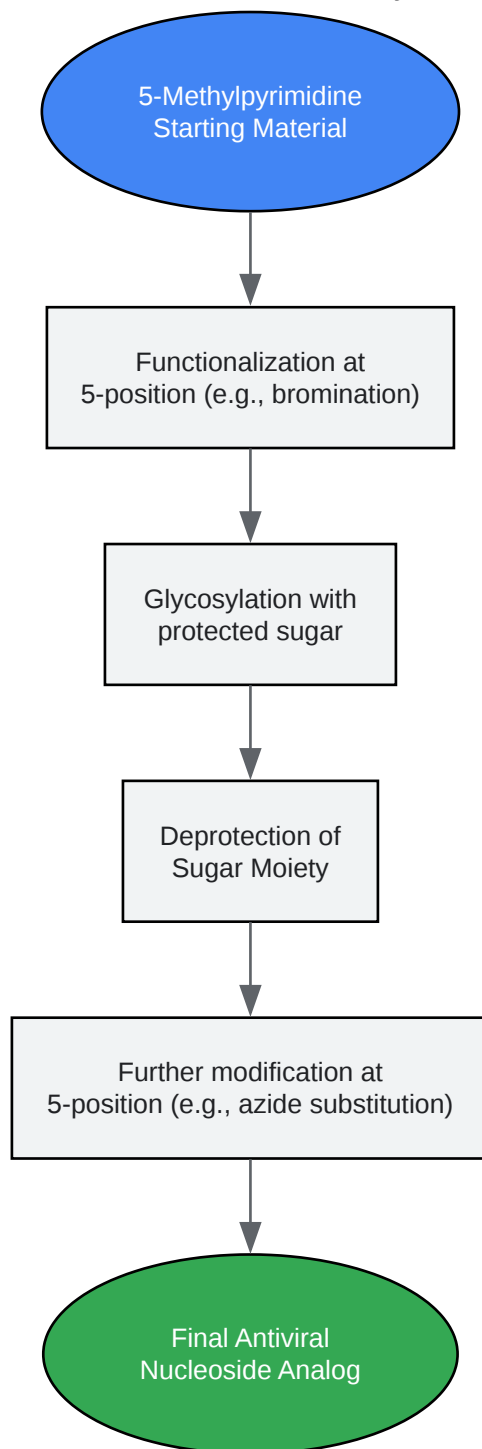 5-Methylpyrimidine
Starting Material
Functionalization at
5-position (e.g., bromination)
Glycosylation with
protected sugar
Deprotection of
Sugar Moiety
Further modification at
5-position (e.g., azide substitution)
Final Antiviral
Nucleoside Analog